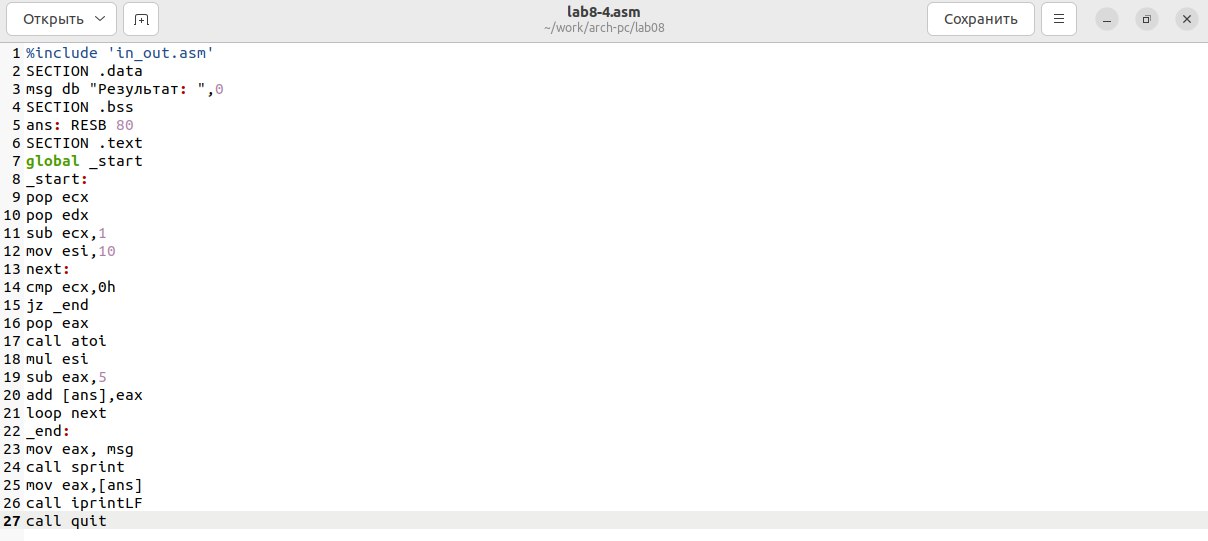 Открыть
lab8-4.asm
~/work/arch-pc/lab08
Сохранить
1 %include 'in_out.asm'
2 SECTION .data
3 msg db "Результат: ",0
4 SECTION .bss
5 ans: RESB 80
6 SECTION .text
7 global _start
8 _start:
9 pop ecx
10 pop edx
11 sub ecx,1
12 mov esi,10
13 next:
14 cmp ecx,0h
15 jz _end
16 pop eax
17 call atoi
18 mul esi
19 sub eax,5
20 add [ans],eax
21 loop next
22 _end:
23 mov eax, msg
24 call sprint
25 mov eax,[ans]
26 call iprintLF
27 call quit